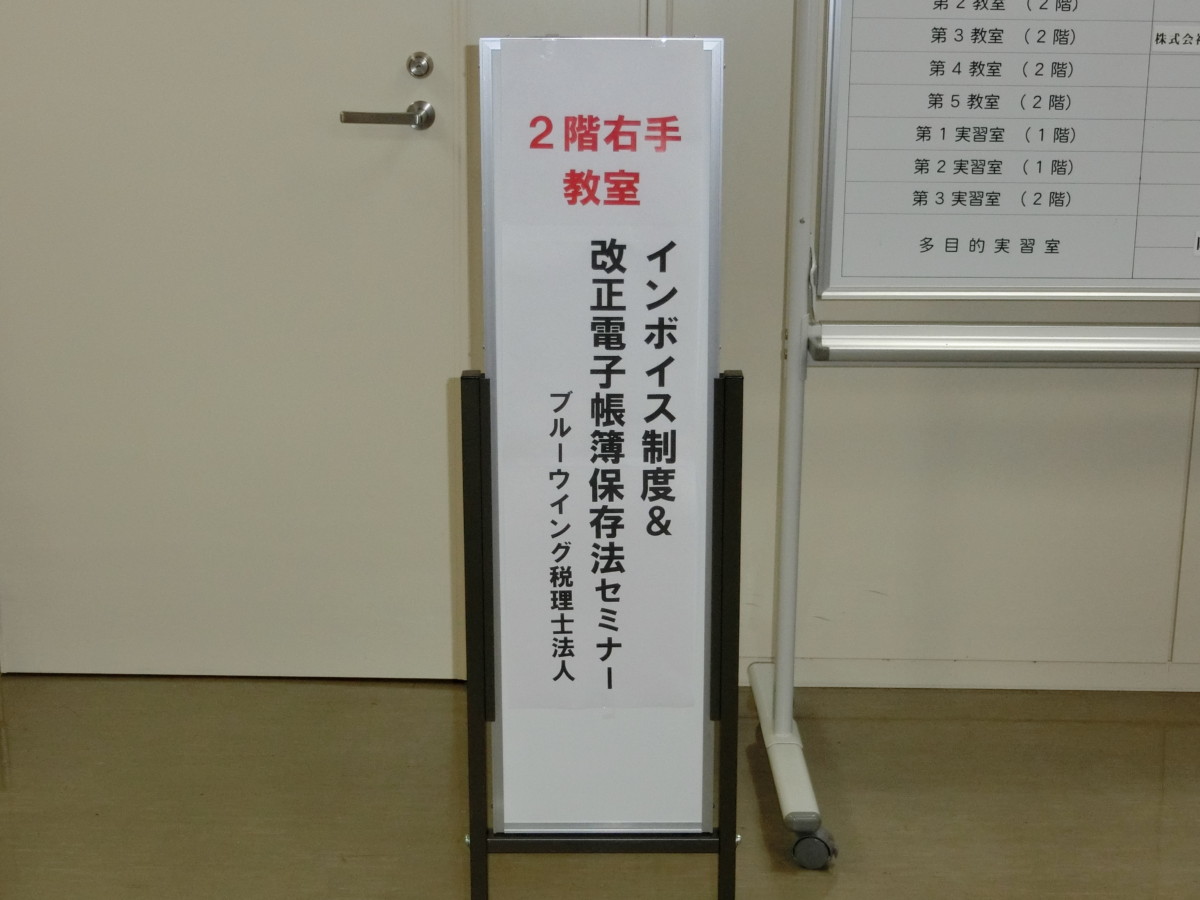 ２階右手
教室
インボイス制度＆
改正電子帳簿保存法セミナー
ブルーウイング税理士法人
第２教室 （２階）
第３教室 （２階）
株式会
第４教室 （２階）
第５教室 （２階）
第１実習室 （１階）
第２実習室 （１階）
第３実習室 （２階）
多目的実習室